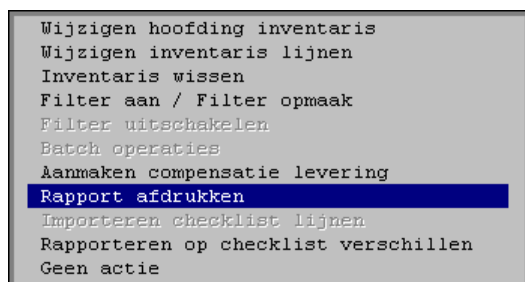 Wijzigen hoofding inventaris
Wijzigen inventaris lijnen
Inventaris wissen
Filter aan / Filter opmaak
Filter uitschakelen
Batch operaties
Aanmaken compensatie levering
Rapport afdrukken
Importeren checklist lijnen
Rapporteren op checklist verschillen
Geen actie